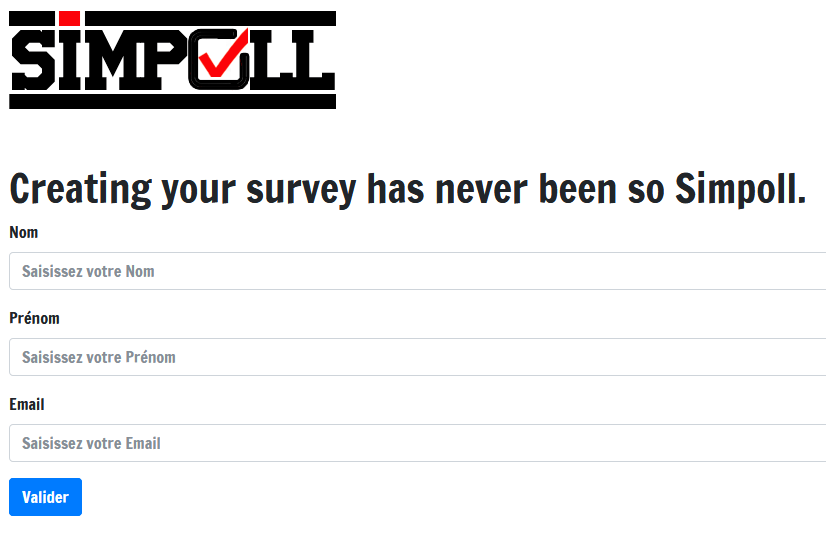 SIMPOLL
Creating your survey has never been so Simpoll.
Nom
Saisissez votre Nom
Prénom
Saisissez votre Prénom
Email
Saisissez votre Email
Valider